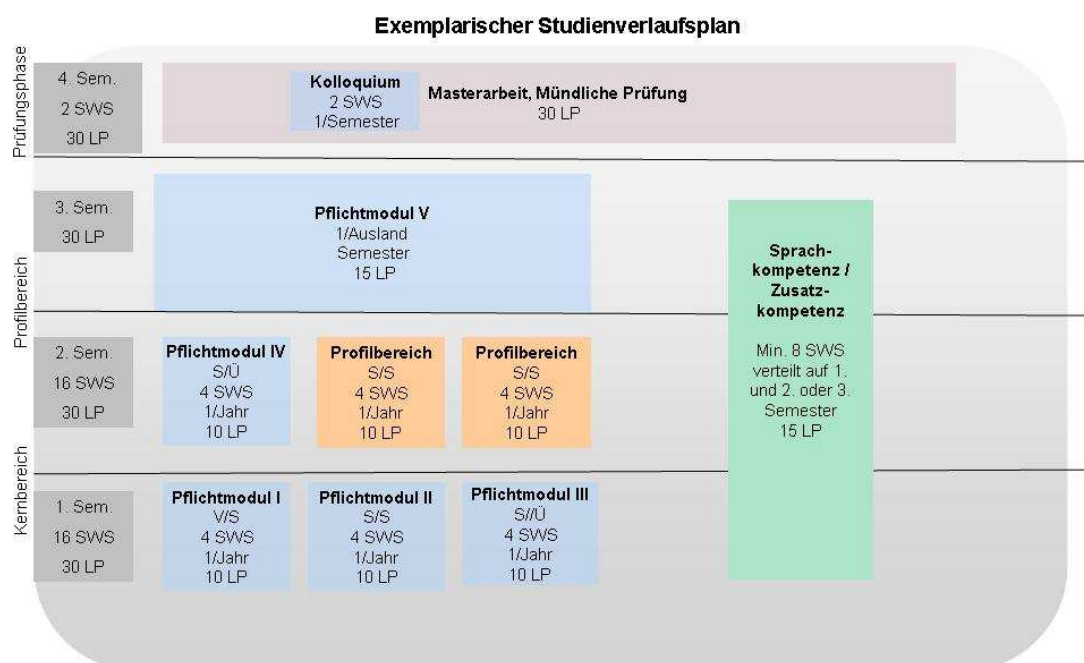 Exemplarischer Studienverlaufsplan
Prüfungsphase
4. Sem.
2 SWS
30 LP
Kolloquium
2 SWS
1/Semester
Masterarbeit, Mündliche Prüfung
30 LP
Profilbereich
3. Sem.
30 LP
Pflichtmodul V
1/Ausland
Semester
15 LP
Sprach-
kompetenz /
Zusatz-
kompetenz
Min. 8 SWS
verteilt auf 1.
und 2. oder 3.
Semester
15 LP
2. Sem.
16 SWS
30 LP
Pflichtmodul IV
S/Ü
4 SWS
1/Jahr
10 LP
Profilbereich
S/S
4 SWS
1/Jahr
10 LP
Profilbereich
S/S
4 SWS
1/Jahr
10 LP
Kernbereich
1. Sem.
16 SWS
30 LP
Pflichtmodul I
V/S
4 SWS
1/Jahr
10 LP
Pflichtmodul II
S/S
4 SWS
1/Jahr
10 LP
Pflichtmodul III
S//Ü
4 SWS
1/Jahr
10 LP